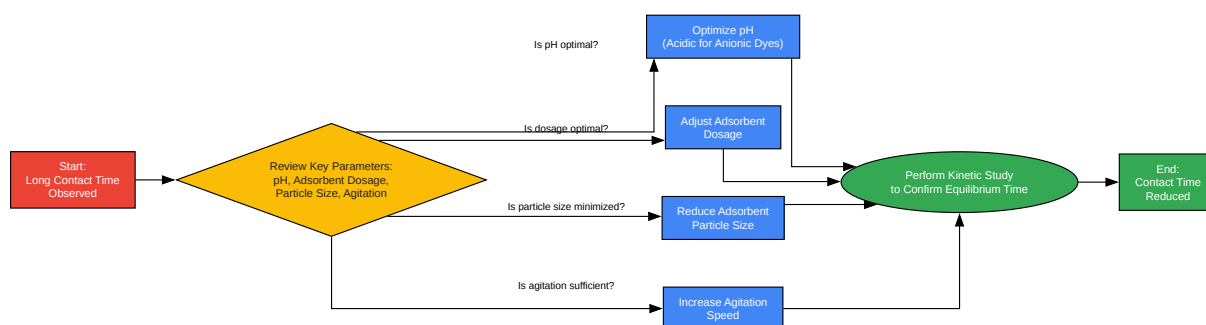 Start:
Long Contact Time
Observed
Review Key Parameters:
pH, Adsorbent Dosage,
Particle Size, Agitation
Is pH optimal?
Optimize pH
(Acidic for Anionic Dyes)
Is dosage optimal?
Adjust Adsorbent
Dosage
Is particle size minimized?
Reduce Adsorbent
Particle Size
Is agitation sufficient?
Increase Agitation
Speed
Perform Kinetic Study
to Confirm Equilibrium Time
End:
Contact Time
Reduced